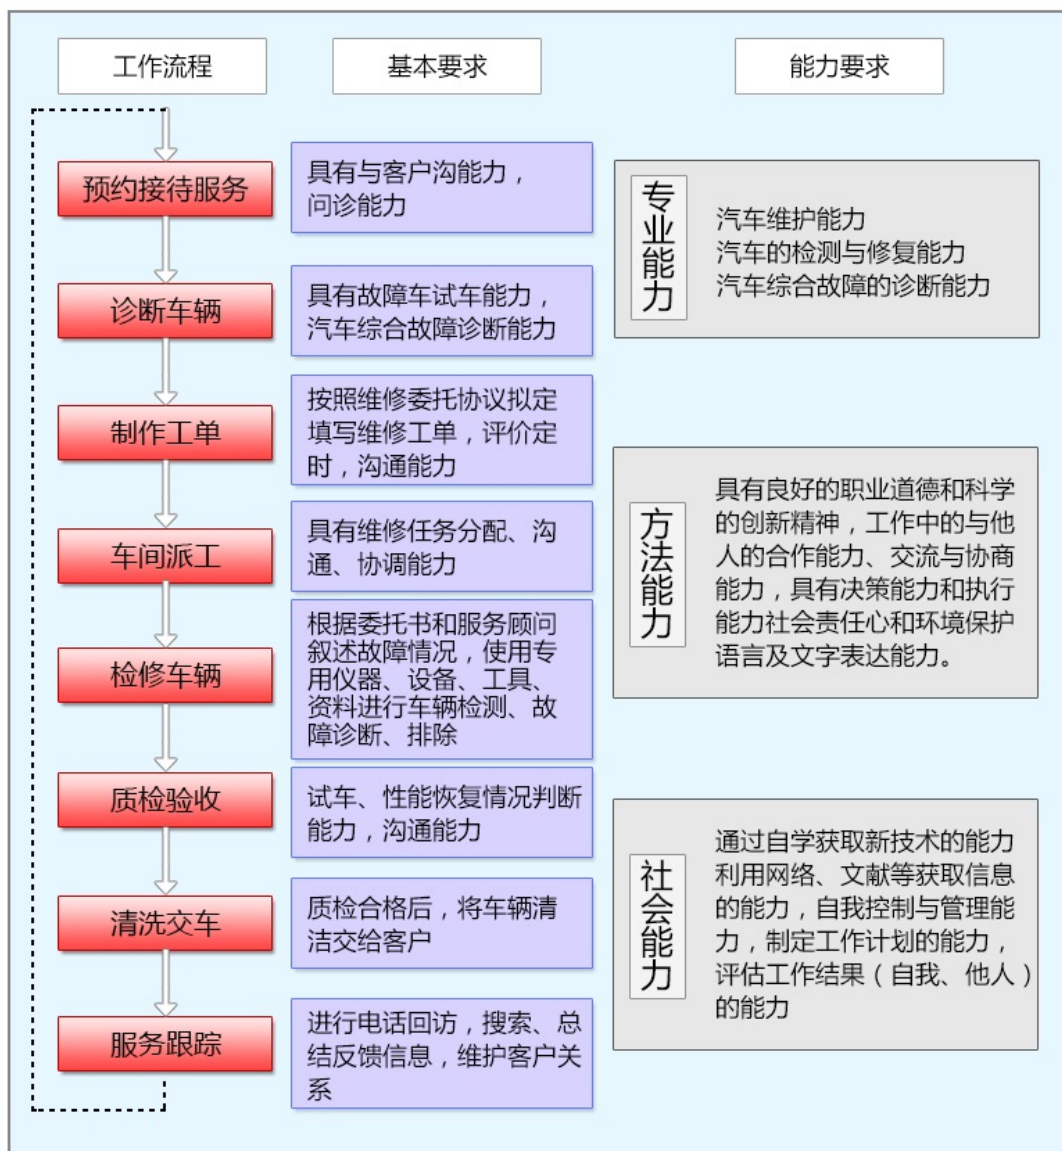 工作流程
基本要求
能力要求
预约接待服务
具有与客户沟能力，
问诊能力
诊断车辆
具有故障车试车能力，
汽车综合故障诊断能力
制作工单
按照维修委托协议拟定
填写维修工单，评价定
时，沟通能力
车间派工
具有维修任务分配、沟
通、协调能力
检修车辆
根据委托书和服务顾问
叙述故障情况，使用专
用仪器、设备、工具、
资料进行车辆检测、故
障诊断、排除
质检验收
试车、性能恢复情况判断
能力，沟通能力
清洗交车
质检合格后，将车辆清
洁交给客户
服务跟踪
进行电话回访，搜索、总
结反馈信息，维护客户关
系
专业能力
汽车维护能力
汽车的检测与修复能力
汽车综合故障的诊断能力
方法能力
具有良好的职业道德和科学
的创新精神，工作中的与他
人的合作能力、交流与协商
能力，具有决策能力和执行
能力社会责任心和环境保护
语言及文字表达能力。
社会能力
通过自学获取新技术的能力
利用网络、文献等获取信息
的能力，自我控制与管理能
力，制定工作计划的能力，
评估工作结果（自我、他人）
的能力